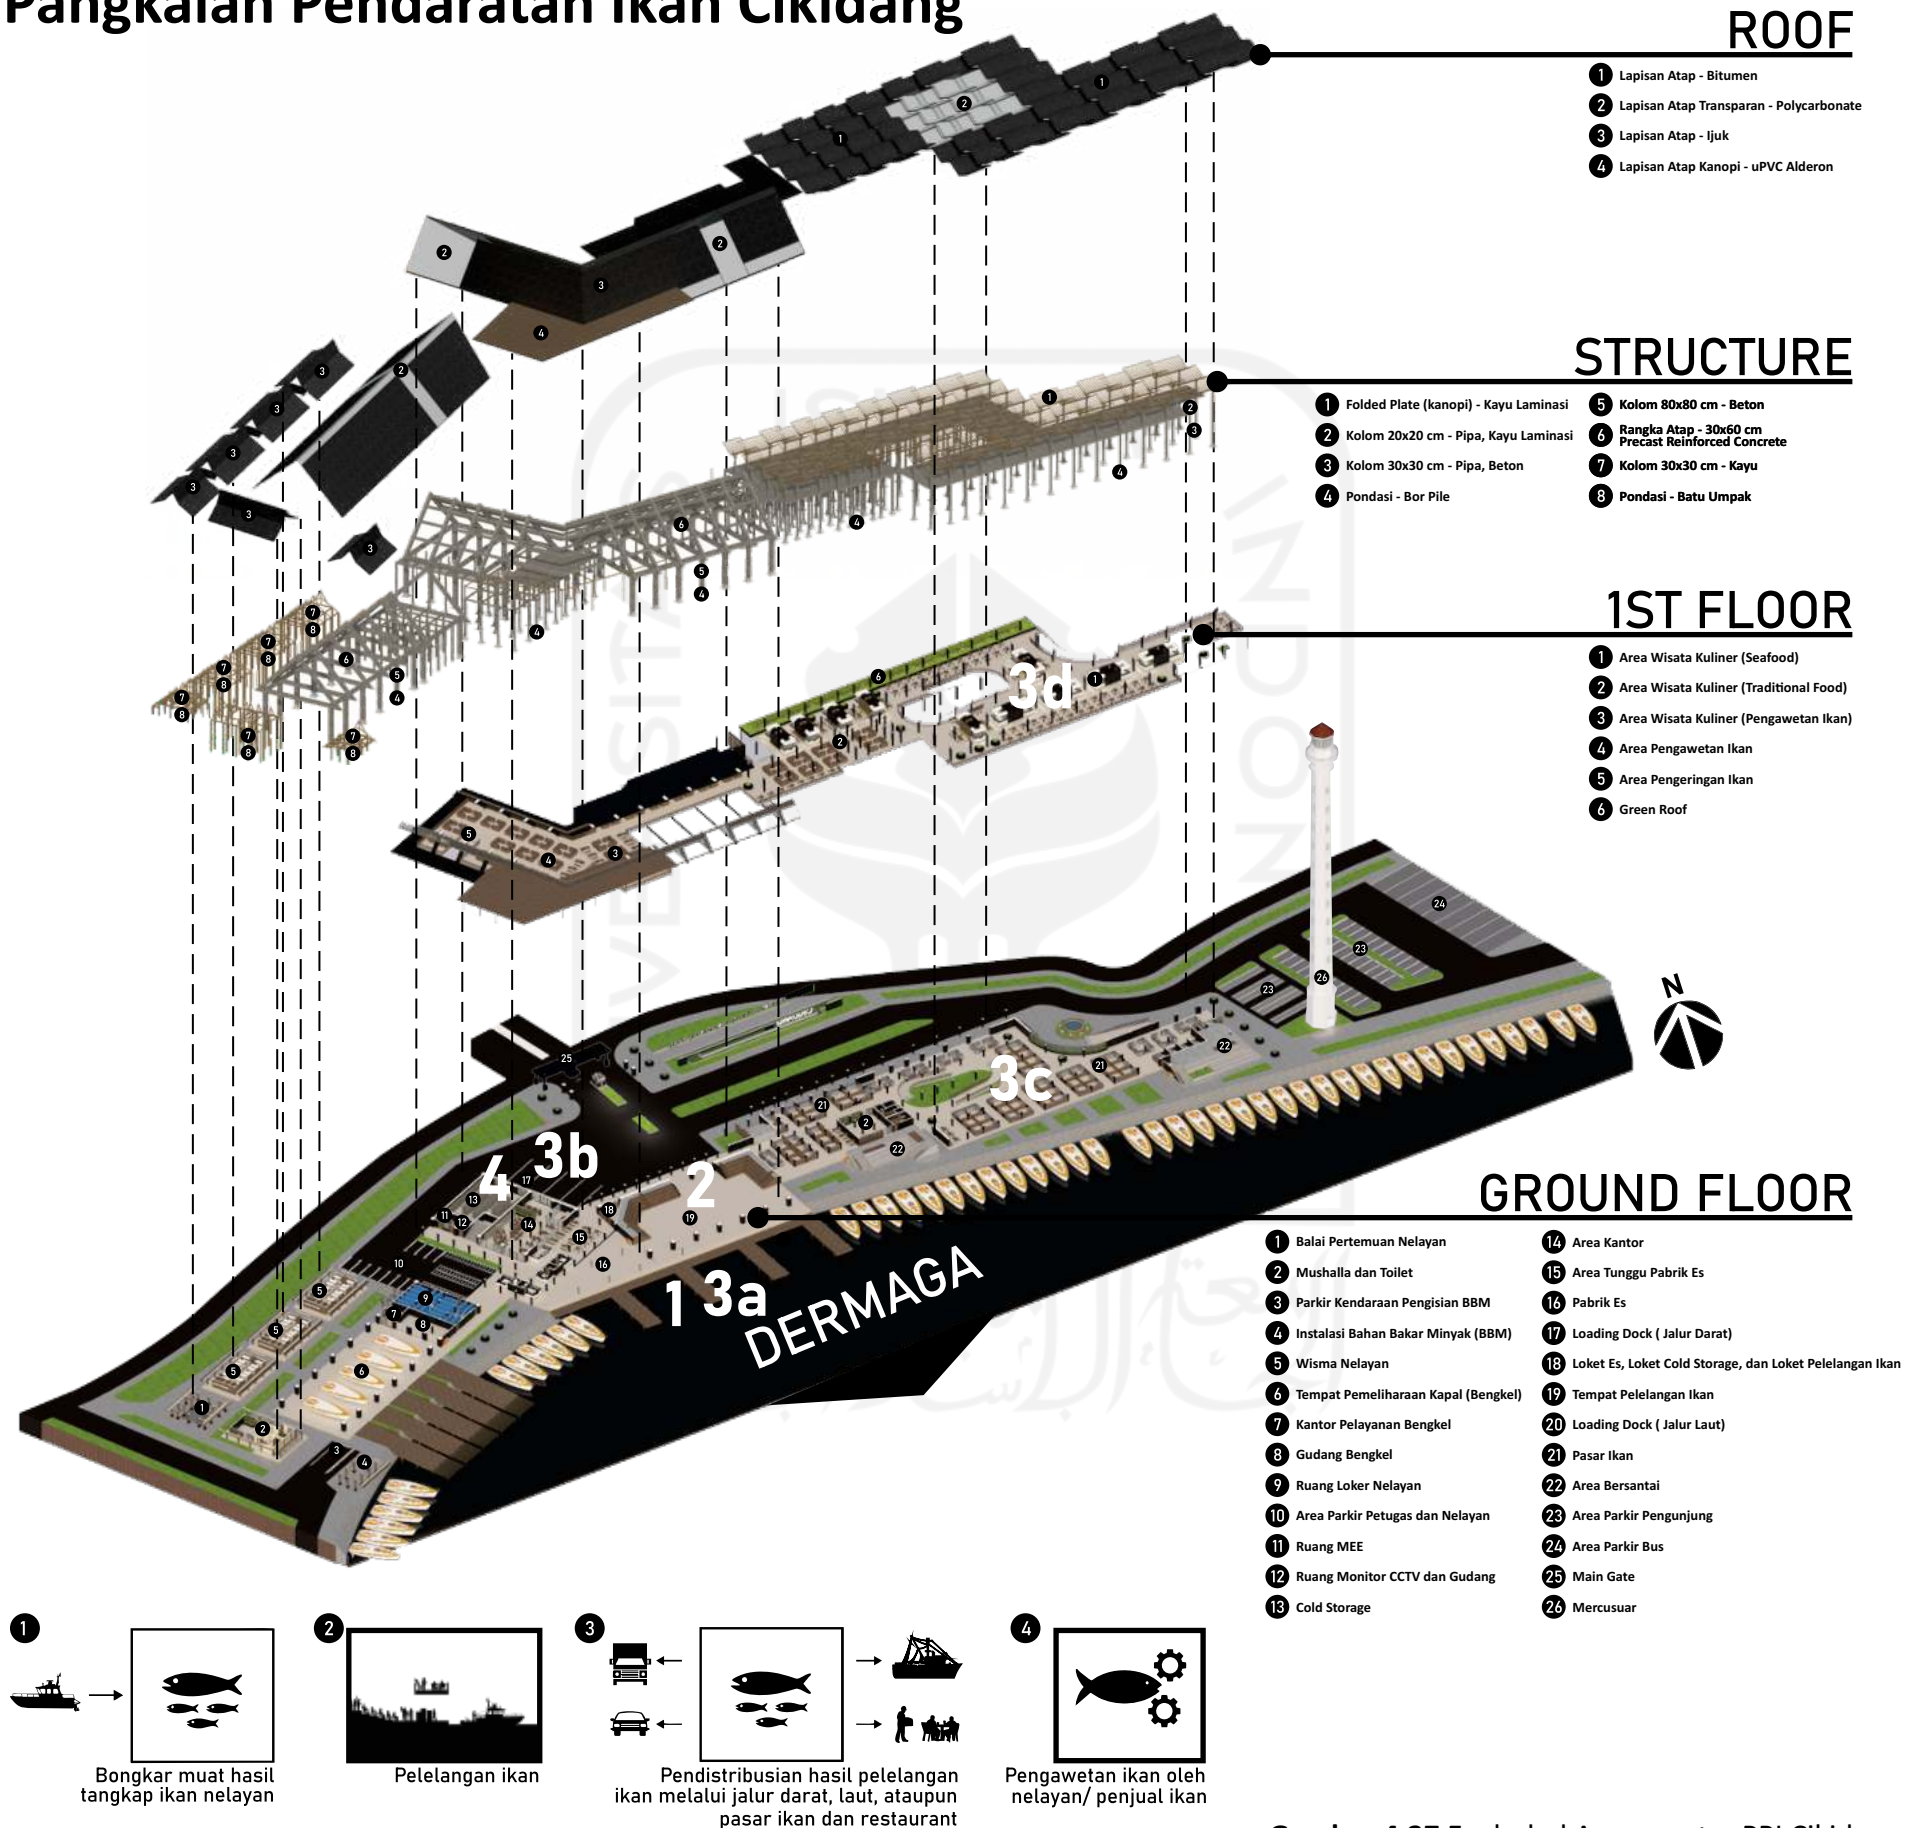 Pangkalan Pendaratan Ikan Cikidang
ROOF
1 Lapisan Atap - Bitumen
2 Lapisan Atap Transparan - Polycarbonate
3 Lapisan Atap - Ijuk
4 Lapisan Atap Kanopi - uPVC Alderon
STRUCTURE
1 Folded Plate (kanopi) - Kayu Laminasi
2 Kolom 20x20 cm - Pipa, Kayu Laminasi
3 Kolom 30x30 cm - Pipa, Beton
4 Pondasi - Bor Pile
5 Kolom 80x80 cm - Beton
6 Rangka Atap - 30x60 cm
Precast Reinforced Concrete
7 Kolom 30x30 cm - Kayu
8 Pondasi - Batu Umpak
1ST FLOOR
1 Area Wisata Kuliner (Seafood)
2 Area Wisata Kuliner (Traditional Food)
3 Area Wisata Kuliner (Pengawetan Ikan)
4 Area Pengawetan Ikan
5 Area Pengeringan Ikan
6 Green Roof
3d
N
3c
3b
4
2
1 3a
DERMAGA
GROUND FLOOR
1 Balai Pertemuan Nelayan
2 Mushalla dan Toilet
3 Parkir Kendaraan Pengisian BBM
4 Instalasi Bahan Bakar Minyak (BBM)
5 Wisma Nelayan
6 Tempat Pemeliharaan Kapal (Bengkel)
7 Kantor Pelayanan Bengkel
8 Gudang Bengkel
9 Ruang Loker Nelayan
10 Area Parkir Petugas dan Nelayan
11 Ruang MEE
12 Ruang Monitor CCTV dan Gudang
13 Cold Storage
14 Area Kantor
15 Area Tunggu Pabrik Es
16 Pabrik Es
17 Loading Dock ( Jalur Darat)
18 Loket Es, Loket Cold Storage, dan Loket Pelelangan Ikan
19 Tempat Pelelangan Ikan
20 Loading Dock ( Jalur Laut)
21 Pasar Ikan
22 Area Bersantai
23 Area Parkir Pengunjung
24 Area Parkir Bus
25 Main Gate
26 Mercusuar
1
Bongkar muat hasil
tangkap ikan nelayan
2
Pelelangan ikan
3
Pendistribusian hasil pelelangan
ikan melalui jalur darat, laut, ataupun
pasar ikan dan restaurant
4
Pengawetan ikan oleh
nelayan/ penjual ikan